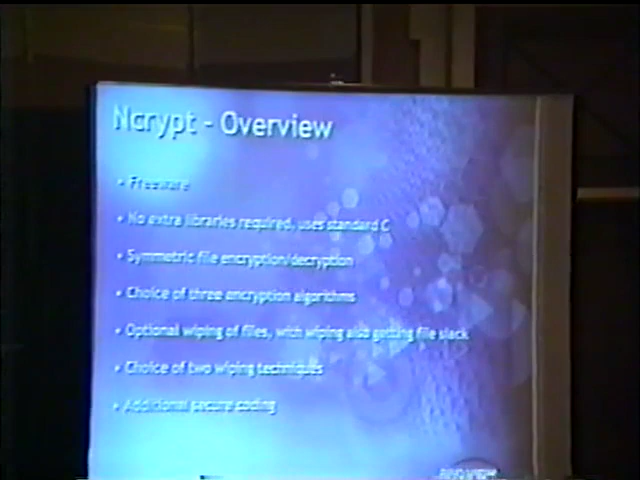 Ncrypt - Overview
• Freeware
• No extra libraries required, uses standard C
• Symmetric file encryption/decryption
• Choice of three encryption algorithms
• Optional wiping of files, with wiping also getting file slack
• Choice of two wiping techniques
• Additional secure coding